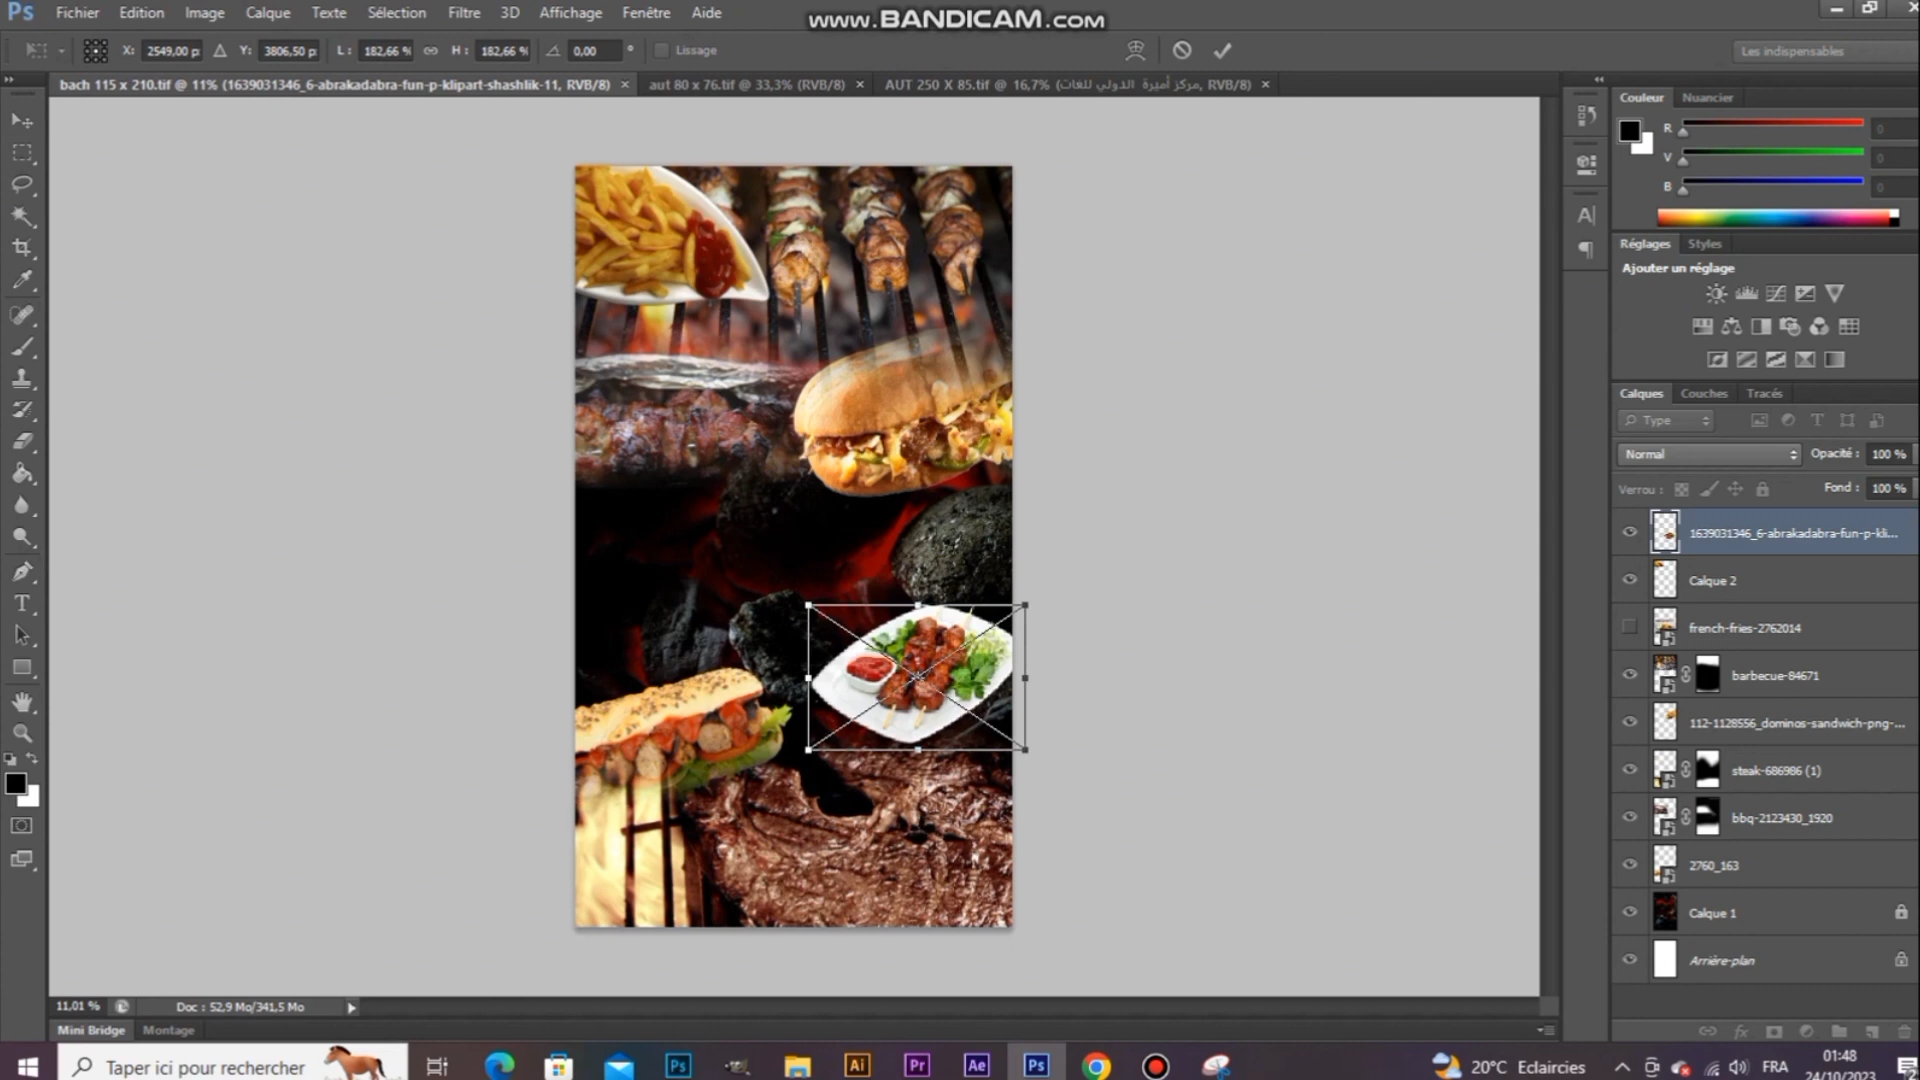 Ps Fichier Edition Image Calque Texte Sélection Filtre 3D Affichage Fenêtre Aide
www.BANDICAM.com
X: 2549,00 p Y: 3806,50 p L: 182,66 % H: 182,66 % 0,00 ° Lissage
Les indispensables
bach 115 x 210.tif @ 11% (1639031346_6-abrakadabra-fun-p-klipart-shashlik-11, RVB/8) × aut 80 x 76.tif @ 33,3% (RVB/8) × AUT 250 X 85.tif @ 16,7% (مركز أميرة الدولي للغات, RVB/8) ×
Couleur Nuancier
R 0
V 0
B 0
Réglages Styles
Ajouter un réglage
Calques Couches Tracés
Type
Normal Opacité : 100 %
Verrou : Fond : 100 %
1639031346_6-abrakadabra-fun-p-kli...
Calque 2
french-fries-2762014
barbecue-84671
112-1128556_dominos-sandwich-png-...
steak-686986 (1)
bbq-2123430_1920
2760_163
Calque 1
Arrière-plan
11,01 % Doc : 52,9 Mo/341,5 Mo
Mini Bridge Montage
Taper ici pour rechercher Ps Ai Pr Ae Ps 20°C Eclaircies FRA 01:48
24/10/2023